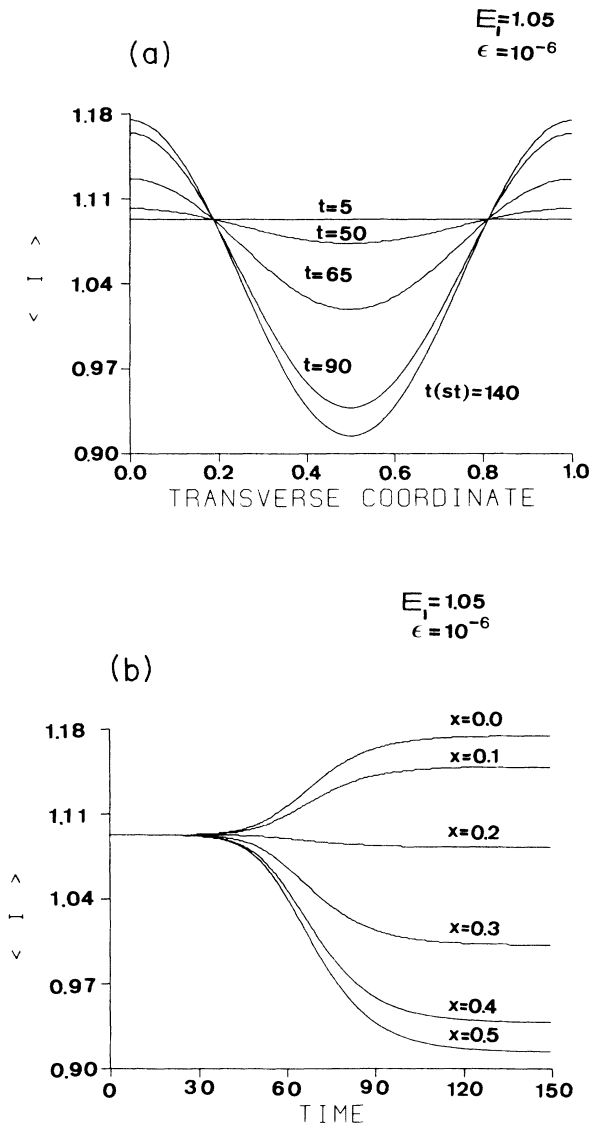 E₁=1.05
(a)
ϵ = 10⁻⁶
1.18
1.11
1.04
0.97
0.90
< I >
t=5
t=50
t=65
t=90
t(st)=140
0.0 0.2 0.4 0.6 0.8 1.0
TRANSVERSE COORDINATE
E₁=1.05
ϵ = 10⁻⁶
(b)
1.18
1.11
1.04
0.97
0.90
< I >
x=0.0
x=0.1
x=0.2
x=0.3
x=0.4
x=0.5
0 30 60 90 120 150
TIME